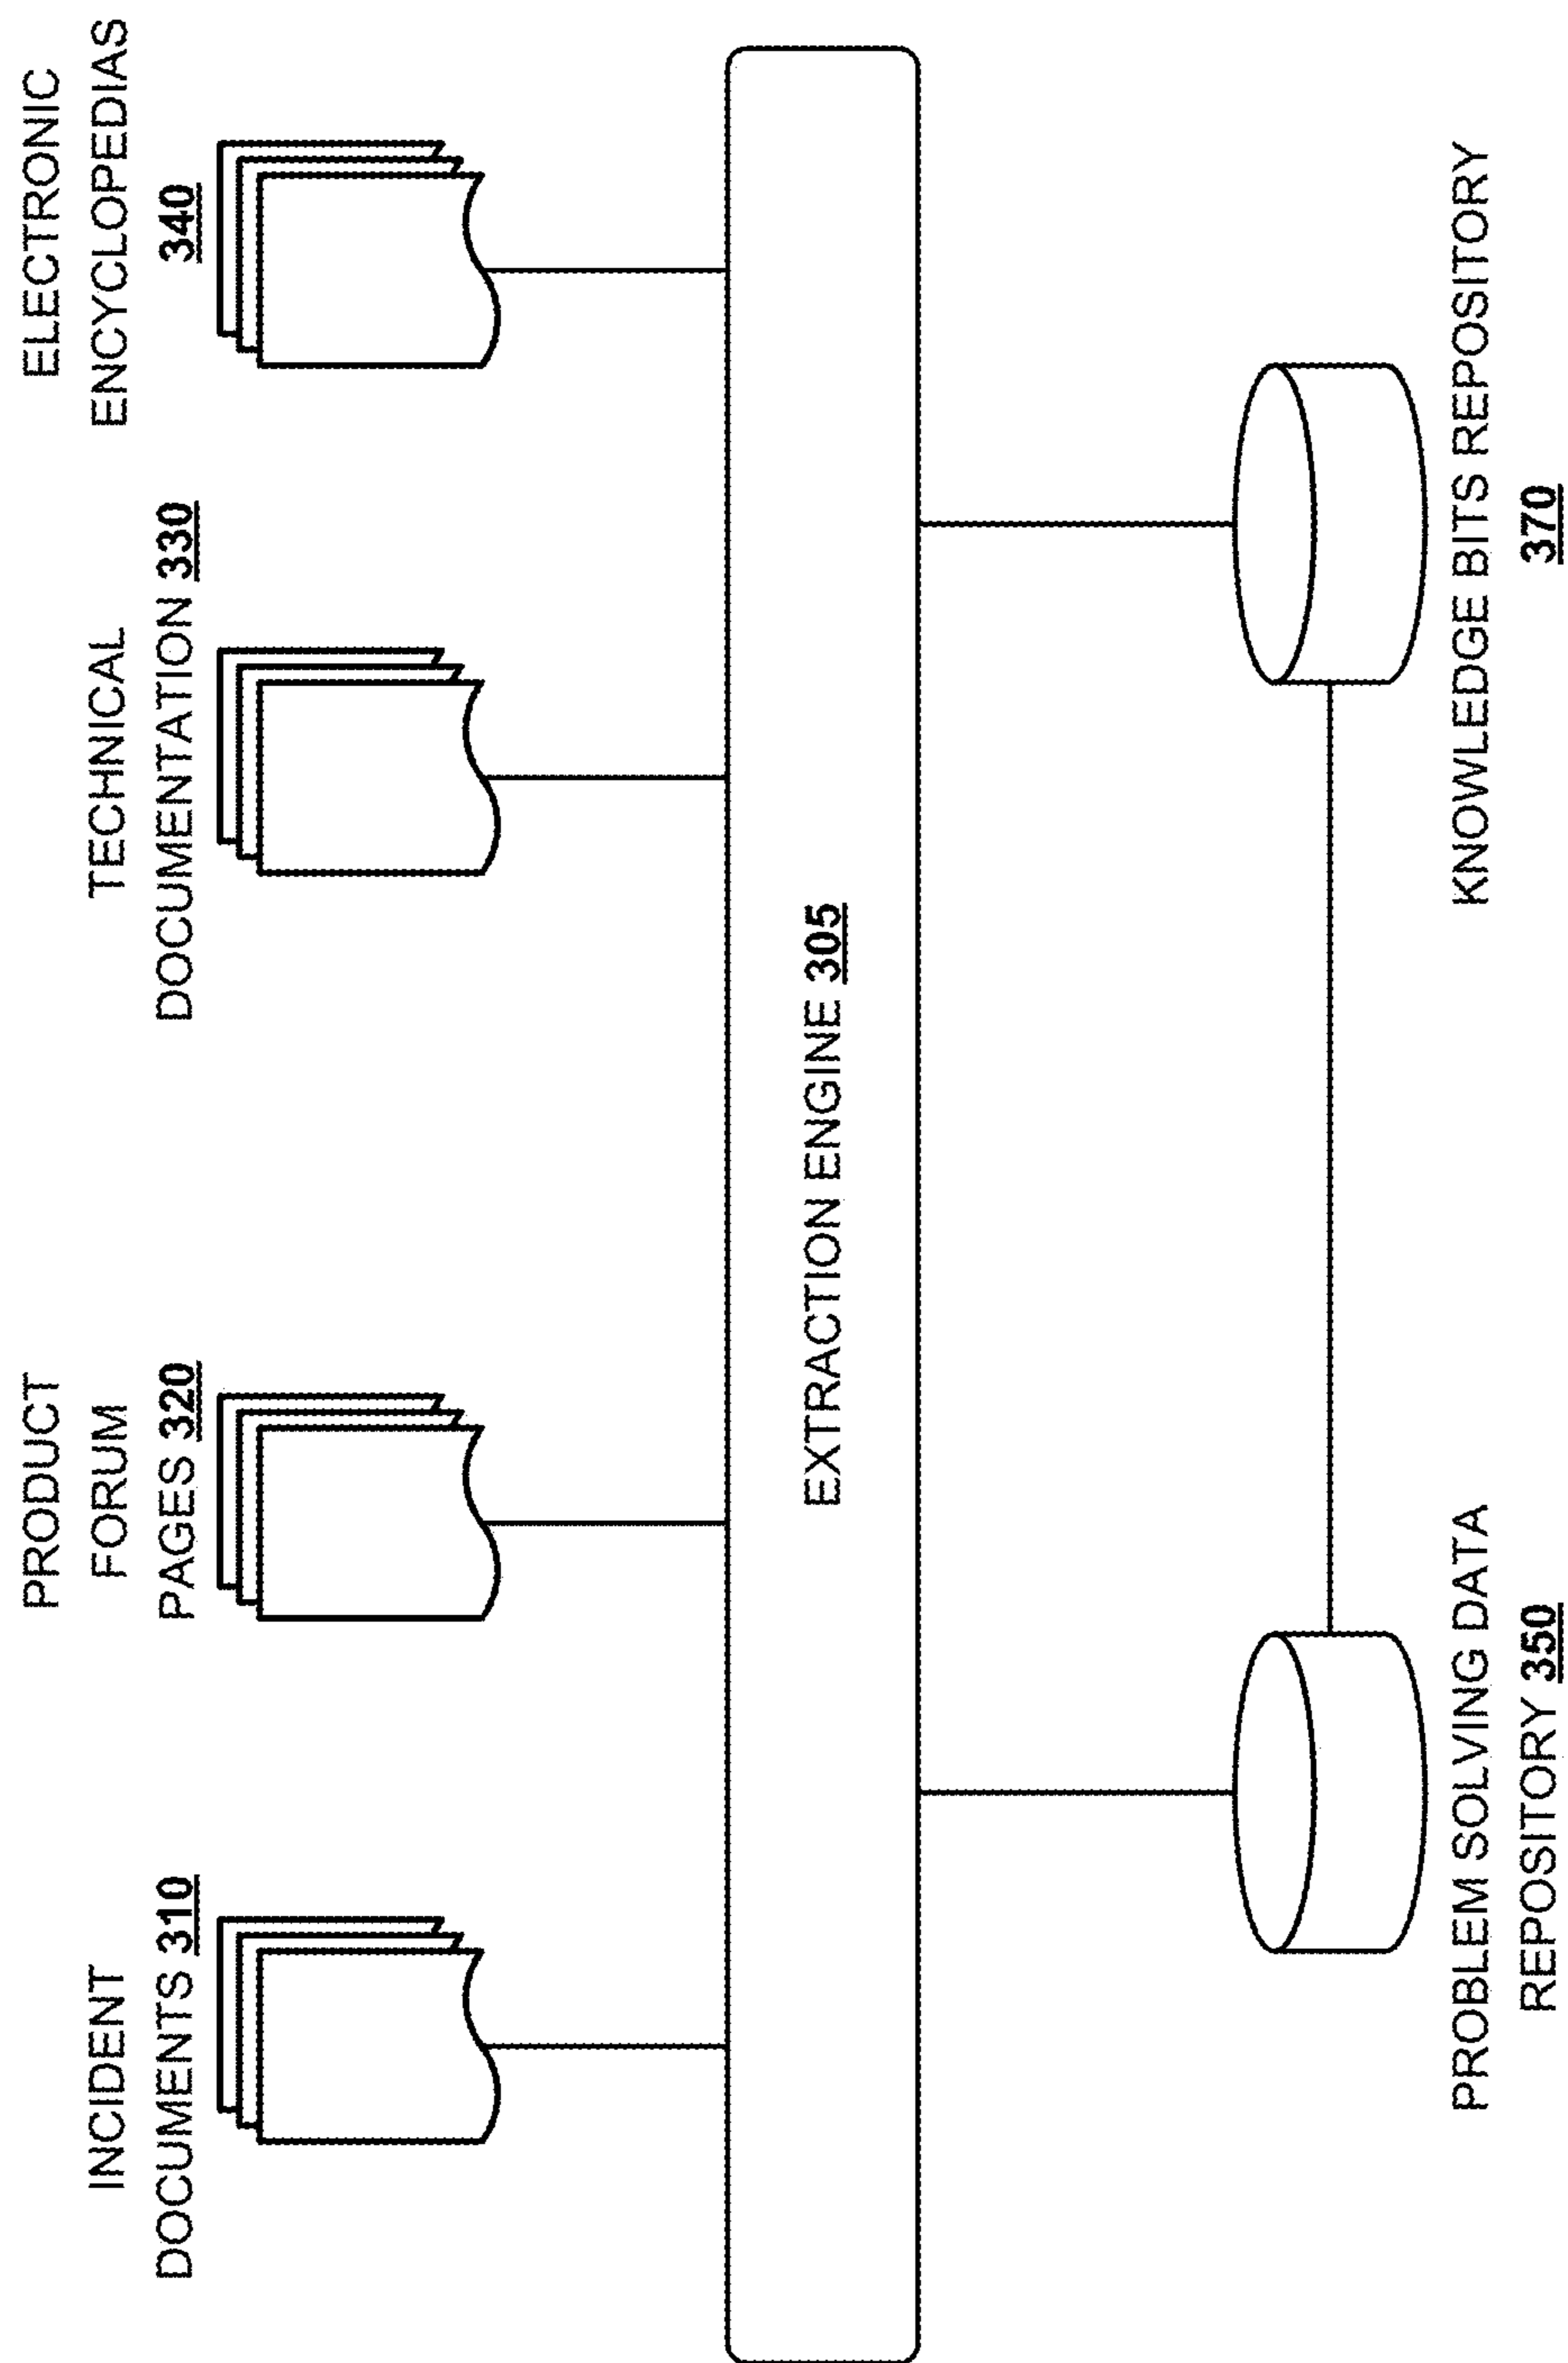 INCIDENT
DOCUMENTS 310
PRODUCT
FORUM
PAGES 320
TECHNICAL
DOCUMENTATION 330
ELECTRONIC
ENCYCLOPEDIAS
340
EXTRACTION ENGINE 305
PROBLEM SOLVING DATA
REPOSITORY 350
KNOWLEDGE BITS REPOSITORY
370